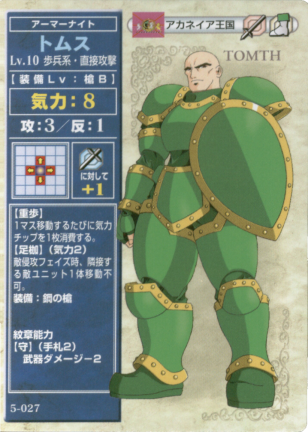 アーマーナイト
トムス
Lv.10 歩兵系・直接攻撃
【装備Lv：槍B】
気力：8
攻：3／反：1
に対して
+1
【重歩】
1マス移動するたびに気力
チップを1枚消費する。
【足枷】（気力2）
敵侵攻フェイズ時、隣接す
る敵ユニット1体移動不
可。
装備：鋼の槍
紋章能力
【守】（手札2）
武器ダメージ－2
5-027
アカネイア王国
TOMTH